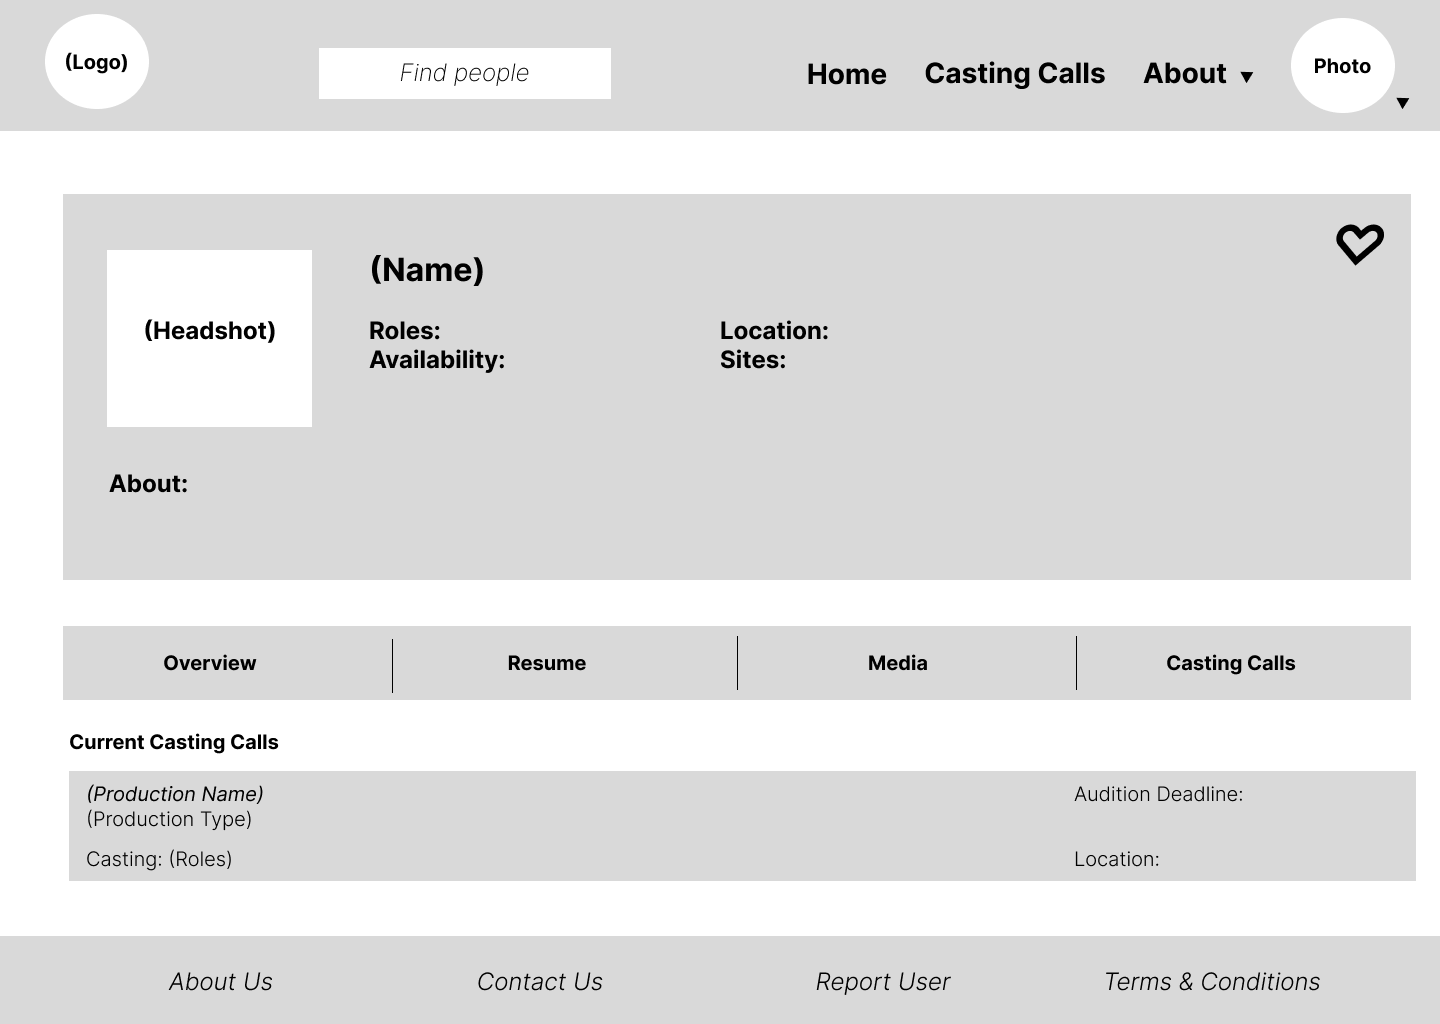 (Logo)
Find people
Home
Casting Calls
About
Photo
(Headshot)
(Name)
Roles:
Availability:
Location:
Sites:
About:
Overview
Resume
Media
Casting Calls
Current Casting Calls
(Production Name)
(Production Type)
Casting: (Roles)
Audition Deadline:
Location:
About Us
Contact Us
Report User
Terms & Conditions